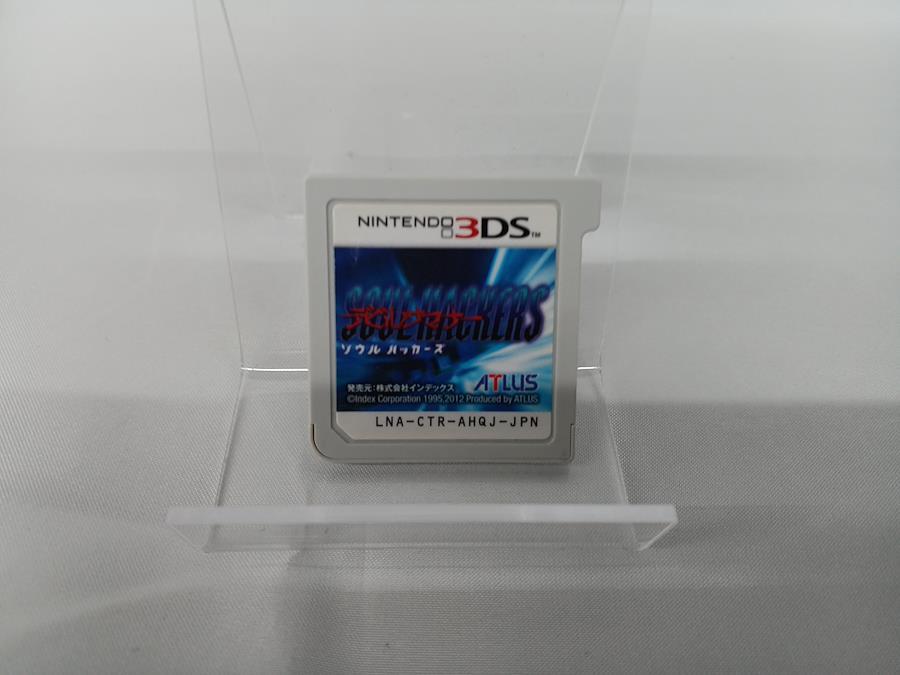 NINTENDO 3DS™
SOUL HACKERS
デビルサマナー
ソウル ハッカーズ
ATLUS
発売元:株式会社インデックス
©Index Corporation 1995,2012 Produced by ATLUS
LNA-CTR-AHQJ-JPN